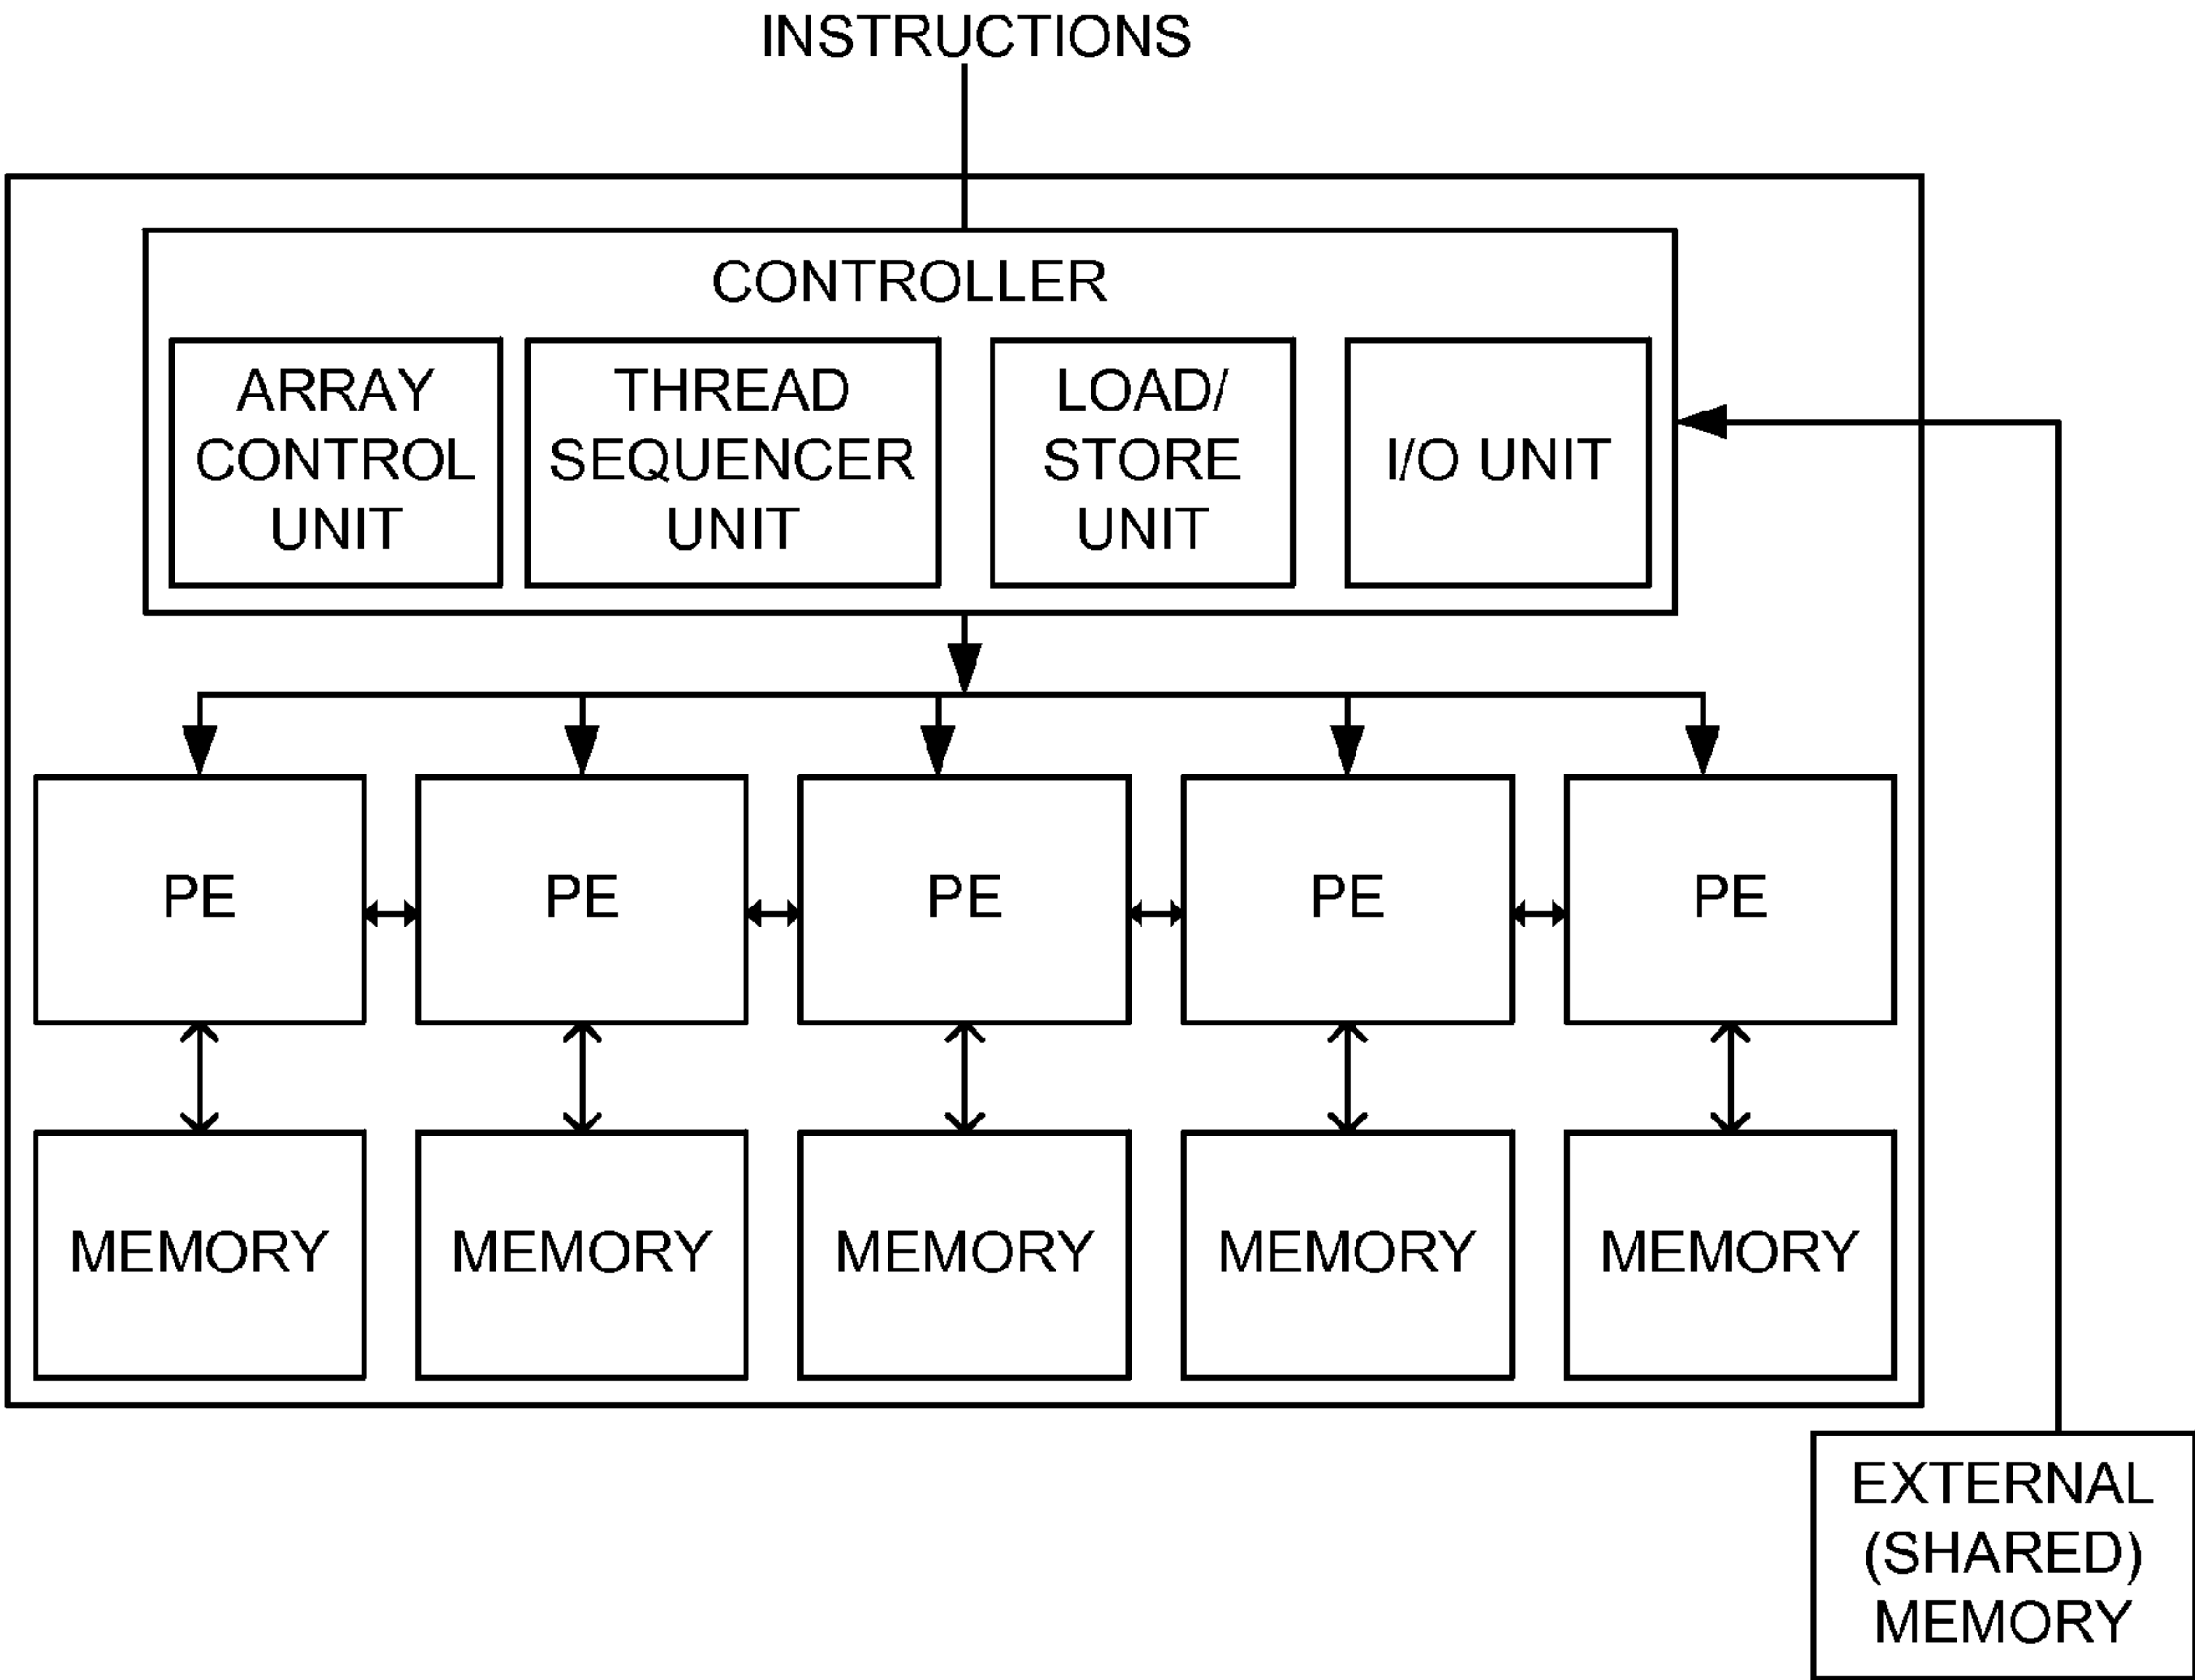 INSTRUCTIONS
CONTROLLER
ARRAY
CONTROL
UNIT
THREAD
SEQUENCER
UNIT
LOAD/
STORE
UNIT
I/O UNIT
PE
PE
PE
PE
PE
MEMORY
MEMORY
MEMORY
MEMORY
MEMORY
EXTERNAL
(SHARED)
MEMORY